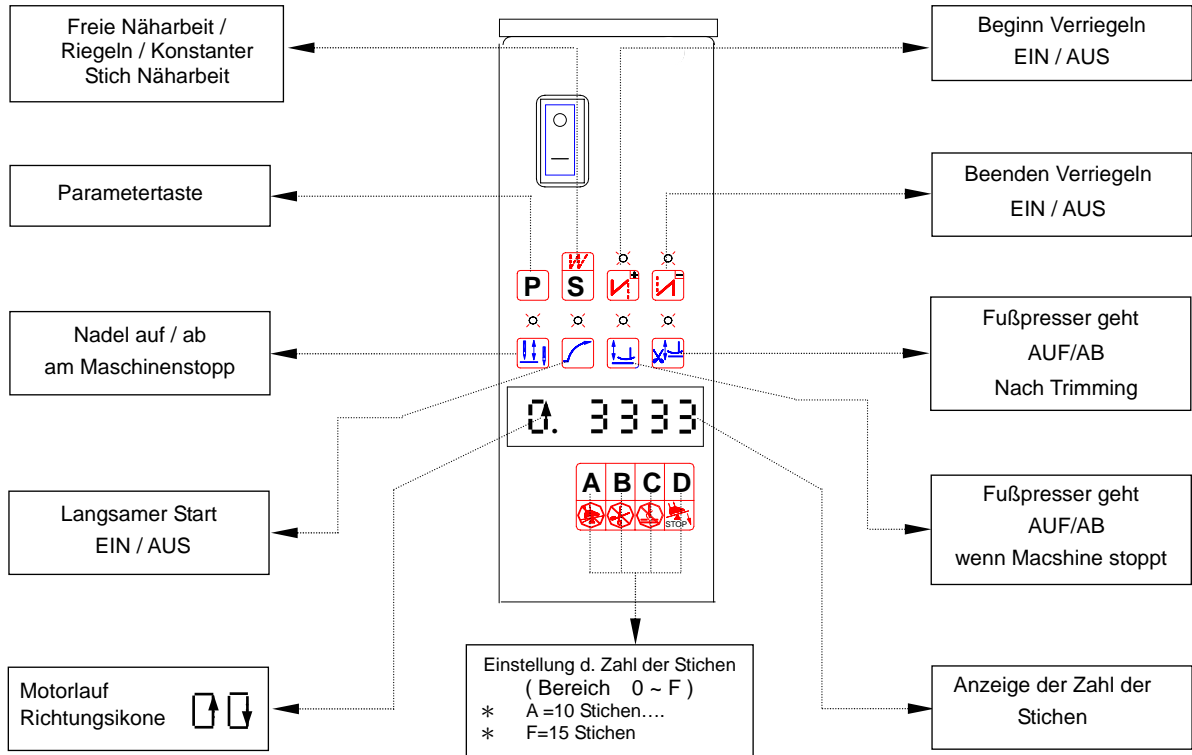 Freie Näharbeit /
Riegeln / Konstanter
Stich Näharbeit
Parametertaste
Nadel auf / ab
am Maschinenstopp
Langsamer Start
EIN / AUS
Motorlauf
Richtungsikone
P
W
S
+
−
0. 3333
A B C D
STOP
Einstellung d. Zahl der Stichen
( Bereich 0 ~ F )
* A =10 Stichen....
* F=15 Stichen
Beginn Verriegeln
EIN / AUS
Beenden Verriegeln
EIN / AUS
Fußpresser geht
AUF/AB
Nach Trimming
Fußpresser geht
AUF/AB
wenn Macshine stoppt
Anzeige der Zahl der
Stichen